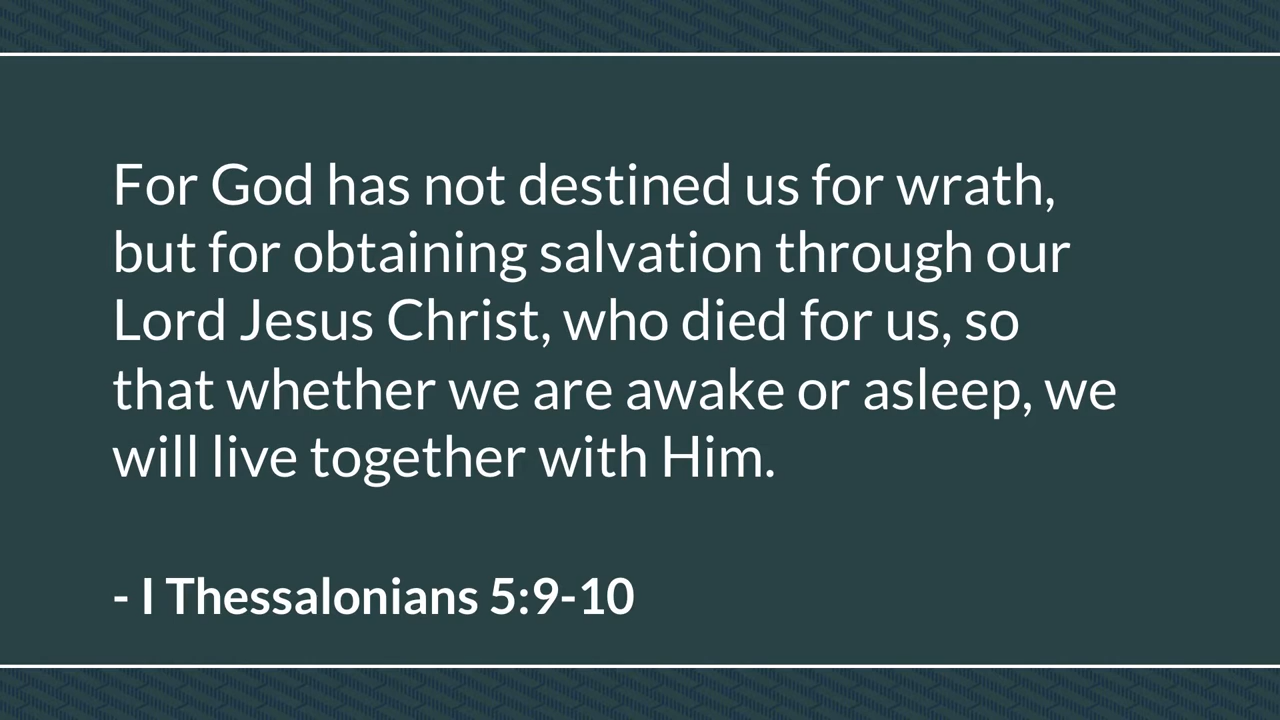 For God has not destined us for wrath,
but for obtaining salvation through our
Lord Jesus Christ, who died for us, so
that whether we are awake or asleep, we
will live together with Him.
- I Thessalonians 5:9-10